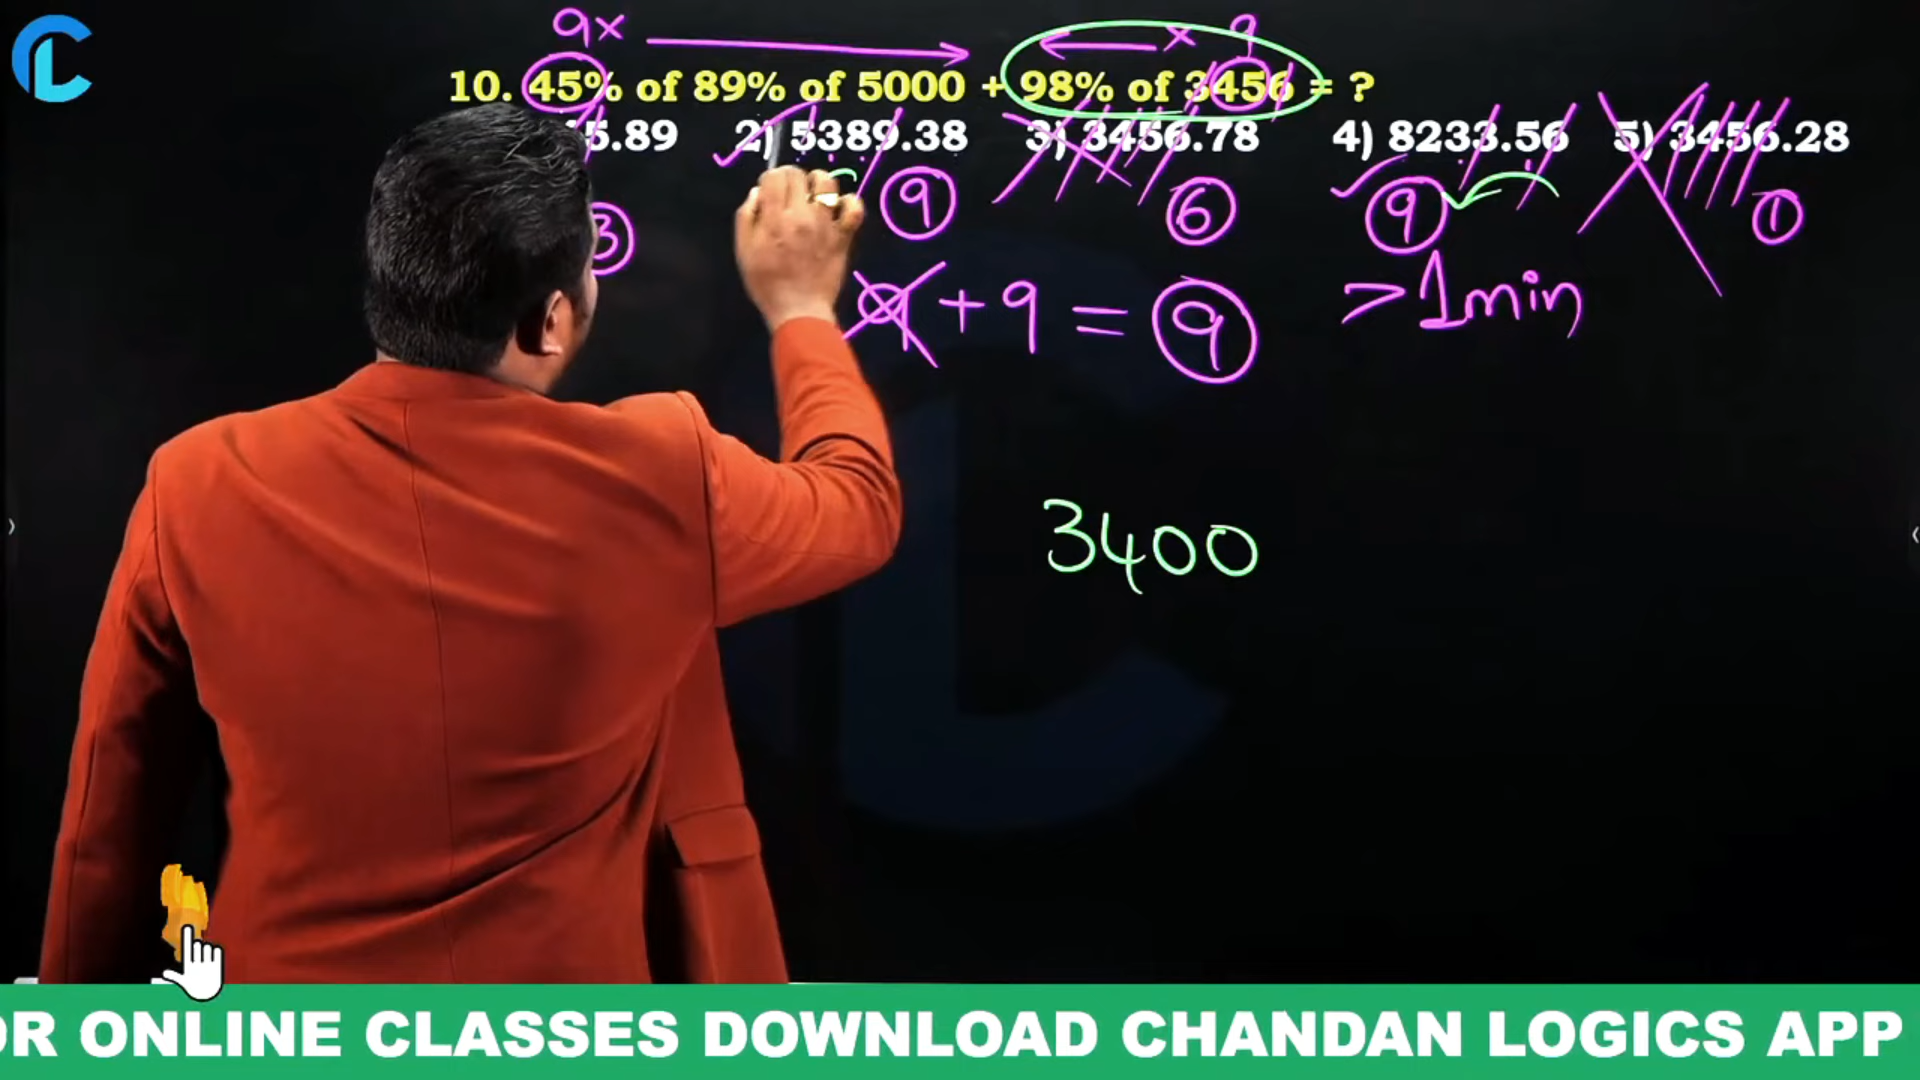 9x x 9
10. 45% of 89% of 5000 + 98% of 3456 = ?
5.89 2) 5389.38 3) 3456.78 4) 8233.56 5) 3456.28
3 9 6 9 1
9 + 9 = 9 >1min
3400
OR ONLINE CLASSES DOWNLOAD CHANDAN LOGICS APP